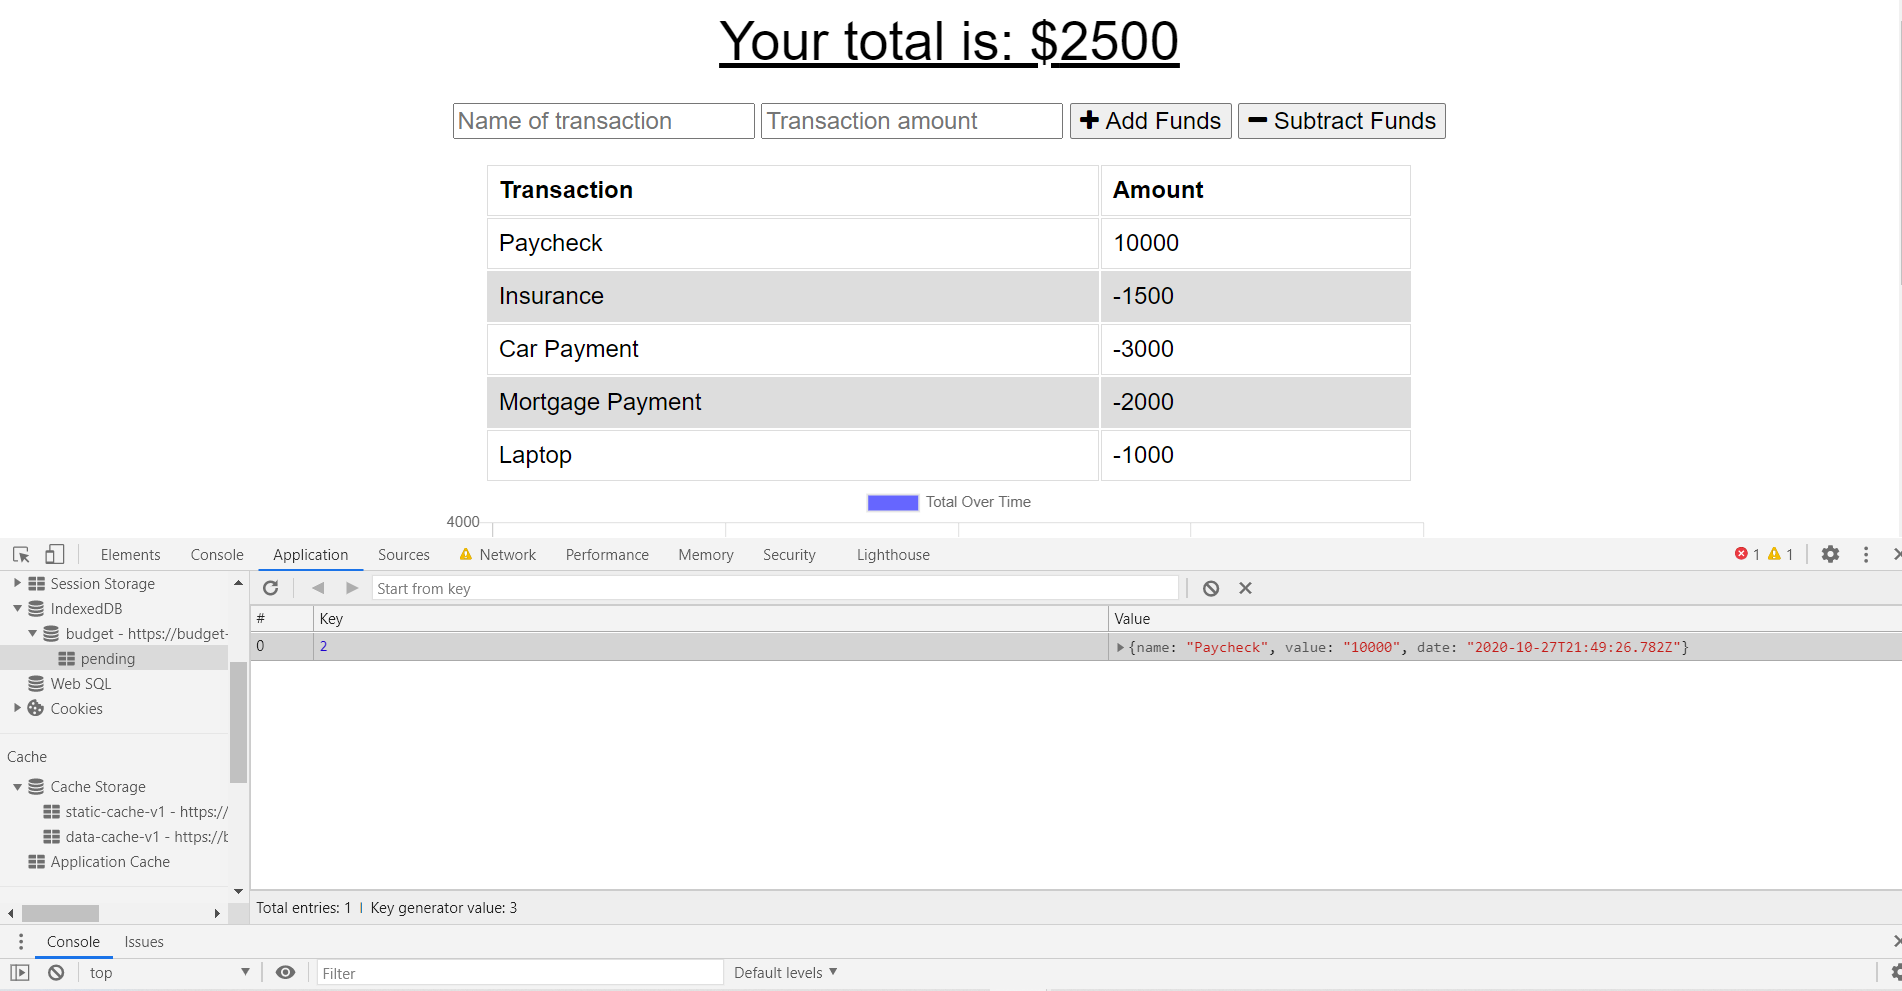 Your total is: $2500
Name of transaction Transaction amount Add Funds Subtract Funds
Transaction Amount
Paycheck 10000
Insurance -1500
Car Payment -3000
Mortgage Payment -2000
Laptop -1000
Total Over Time
4000
Elements Console Application Sources Network Performance Memory Security Lighthouse 1 1
Session Storage
IndexedDB
budget - https://budget-
pending
Web SQL
Cookies
Cache
Cache Storage
static-cache-v1 - https://
data-cache-v1 - https://b
Application Cache
Start from key
# Key Value
0 2 {name: "Paycheck", value: "10000", date: "2020-10-27T21:49:26.782Z"}
Total entries: 1 Key generator value: 3
Console Issues
top Filter Default levels